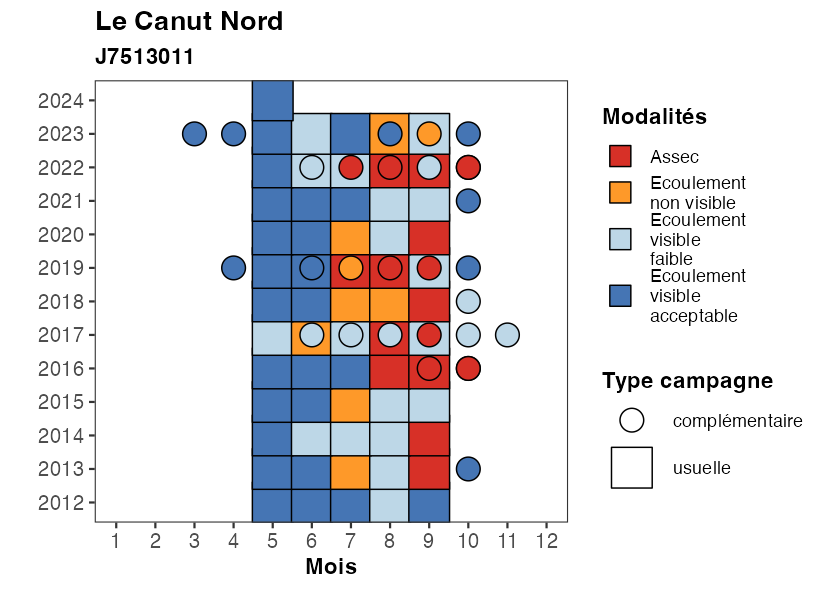 Le Canut Nord
J7513011
2024
2023
2022
2021
2020
2019
2018
2017
2016
2015
2014
2013
2012
1 2 3 4 5 6 7 8 9 10 11 12
Mois
Modalités
Assec
Ecoulement
non visible
Ecoulement
visible
faible
Ecoulement
visible
acceptable
Type campagne
complémentaire
usuelle